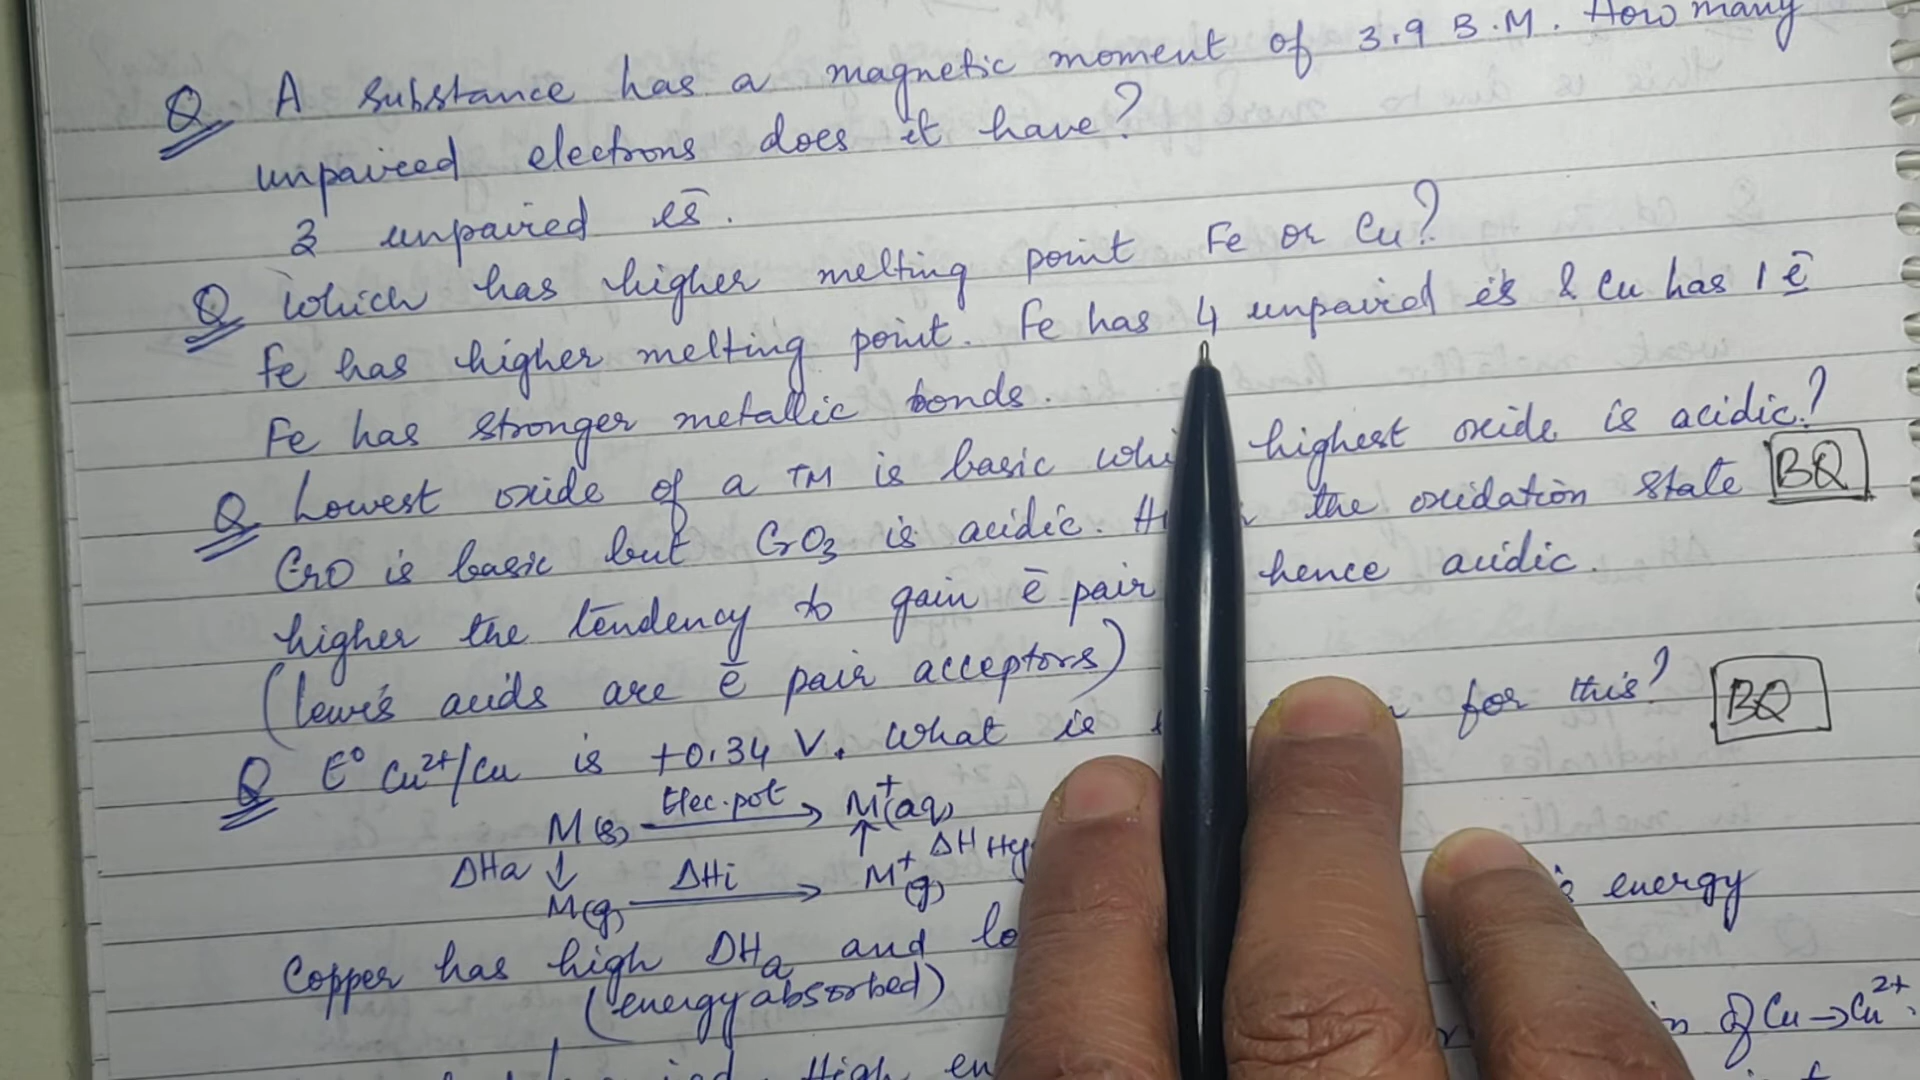 Q A substance has a magnetic moment of 3.9 B.M. How many
unpaired electrons does it have?
3 unpaired es̄.
Q Which has higher melting point Fe or Cu?
Fe has higher melting point. Fe has 4 unpaired ēs & Cu has 1 ē
Fe has stronger metallic bonds.
Q Lowest oxide of a TM is basic highest oxide is acidic?
BQ
CrO is basic but CrO3 is acidic. the oxidation state
higher the tendency to gain ē pair hence acidic.
(lewis acids are ē pair acceptors)
Q E° Cu2+/Cu is +0.34 V. What is for this?
BQ
M(s) Elec.pot → M+(aq)
ΔHa ↓ ↑ ΔH
M(g) ΔHi → M+(g)
energy
Copper has high ΔHa and
(energy absorbed) of Cu → Cu2+.
High